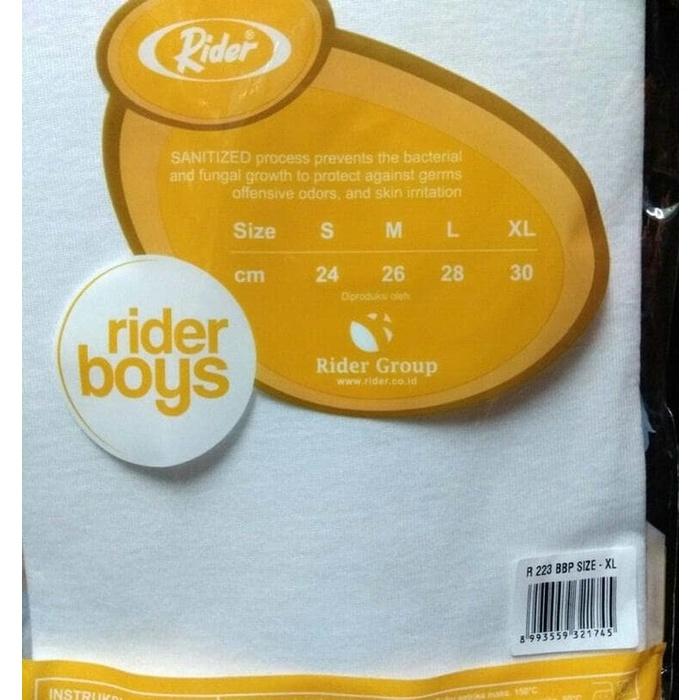 Rider®
SANITIZED process prevents the bacterial
and fungal growth to protect against germs
offensive odors, and skin irritation
Size S M L XL
cm 24 26 28 30
Diproduksi oleh:
Rider Group
www.rider.co.id
rider
boys
R 223 BBP SIZE - XL
8 993559 321745
maks. 150°C